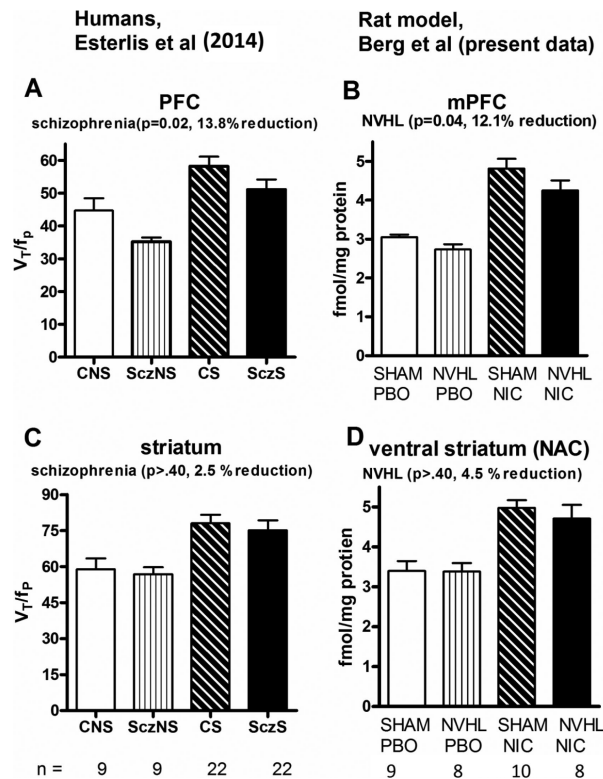 Humans,
Esterlis et al (2014)
Rat model,
Berg et al (present data)
A
PFC
schizophrenia(p=0.02, 13.8% reduction)
60
50
40
30
20
10
0
VT/fp
CNS SczNS CS SczS
B
mPFC
NVHL (p=0.04, 12.1% reduction)
5
4
3
2
1
0
fmol/mg protein
SHAM NVHL SHAM NVHL
PBO PBO NIC NIC
C
striatum
schizophrenia (p>.40, 2.5 % reduction)
90
75
60
45
30
15
0
VT/fP
CNS SczNS CS SczS
n = 9 9 22 22
D
ventral striatum (NAC)
NVHL (p>.40, 4.5 % reduction)
5
4
3
2
1
0
fmol/mg protien
SHAM NVHL SHAM NVHL
PBO PBO NIC NIC
9 8 10 8